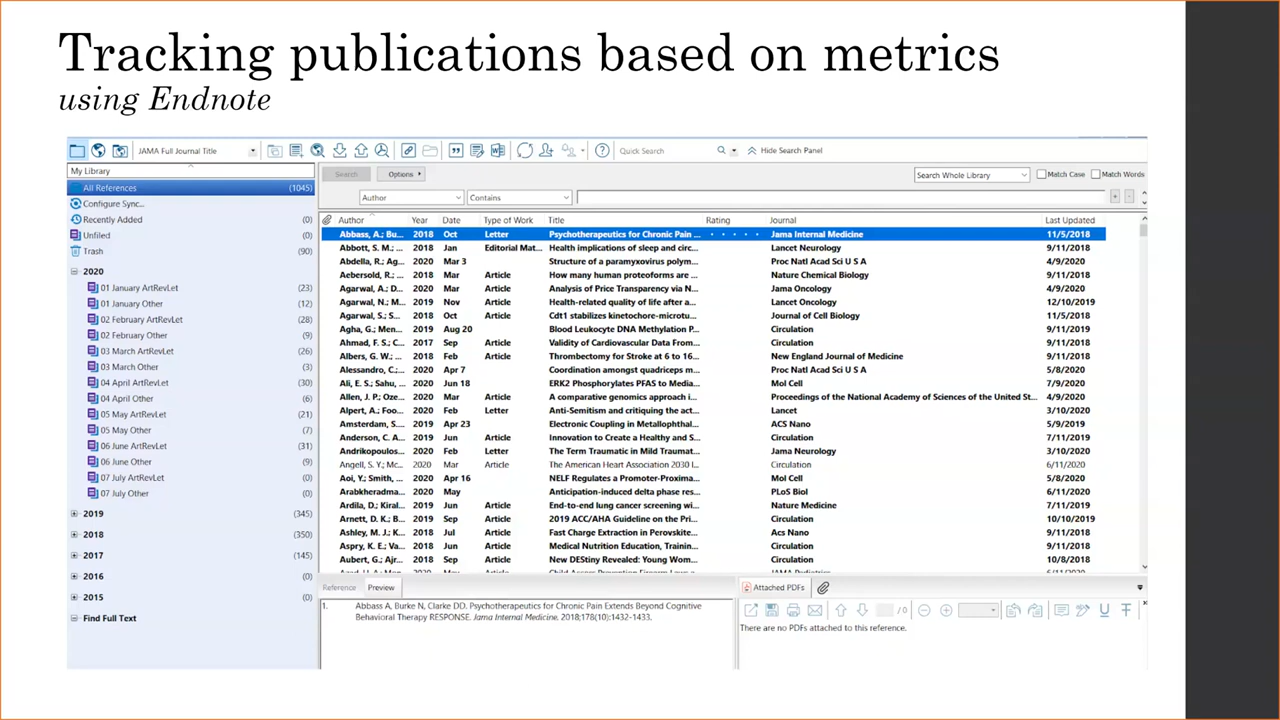 Tracking publications based on metrics
using Endnote
JAMA Full Journal Title
Quick Search
Hide Search Panel
My Library
Search Options
Search Whole Library Match Case Match Words
Author Contains + -
All References (1045)
Configure Sync...
Recently Added (0)
Unfiled (0)
Trash (90)
2020
01 January ArtRevLet (23)
01 January Other (12)
02 February ArtRevLet (28)
02 February Other (9)
03 March ArtRevLet (26)
03 March Other (3)
04 April ArtRevLet (30)
04 April Other (6)
05 May ArtRevLet (21)
05 May Other (7)
06 June ArtRevLet (31)
06 June Other (9)
07 July ArtRevLet (0)
07 July Other (0)
2019 (345)
2018 (350)
2017 (145)
2016 (0)
2015 (0)
Find Full Text
Author Year Date Type of Work Title Rating Journal Last Updated
Abbass, A.; Bu... 2018 Oct Letter Psychotherapeutics for Chronic Pain ... Jama Internal Medicine 11/5/2018
Abbott, S. M.; ... 2018 Jan Editorial Mat... Health implications of sleep and circ... Lancet Neurology 9/11/2018
Abdella, R.; Ag... 2020 Mar 3 Structure of a paramyxovirus polym... Proc Natl Acad Sci U S A 4/9/2020
Aebersold, R.; ... 2018 Mar Article How many human proteoforms are ... Nature Chemical Biology 9/11/2018
Agarwal, A.; D... 2020 Mar Article Analysis of Price Transparency via N... Jama Oncology 4/9/2020
Agarwal, N.; M... 2019 Nov Article Health-related quality of life after a... Lancet Oncology 12/10/2019
Agarwal, S.; S... 2018 Oct Article Cdt1 stabilizes kinetochore-microtu... Journal of Cell Biology 11/5/2018
Agha, G.; Men... 2019 Aug 20 Blood Leukocyte DNA Methylation P... Circulation 9/11/2019
Ahmad, F. S.; C... 2017 Sep Article Validity of Cardiovascular Data From... Circulation 9/11/2018
Albers, G. W.; ... 2018 Feb Article Thrombectomy for Stroke at 6 to 16... New England Journal of Medicine 9/11/2018
Alessandro, C.;... 2020 Apr 7 Coordination amongst quadriceps m... Proc Natl Acad Sci U S A 5/8/2020
Ali, E. S.; Sahu, ... 2020 Jun 18 ERK2 Phosphorylates PFAS to Media... Mol Cell 7/9/2020
Allen, J. P.; Oze... 2020 Mar Article A comparative genomics approach i... Proceedings of the National Academy of Sciences of the United St... 4/9/2020
Alpert, A.; Foo... 2020 Feb Letter Anti-Semitism and critiquing the act... Lancet 3/10/2020
Amsterdam, S... 2019 Apr 23 Electronic Coupling in Metallophthal... ACS Nano 5/9/2019
Anderson, C. A... 2019 Jun Article Innovation to Create a Healthy and S... Circulation 7/11/2019
Andrikopoulos... 2020 Feb Letter The Term Traumatic in Mild Traumat... Jama Neurology 3/10/2020
Angell, S. Y.; Mc... 2020 Mar Article The American Heart Association 2030 I... Circulation 6/11/2020
Aoi, Y.; Smith, ... 2020 Apr 16 NELF Regulates a Promoter-Proxima... Mol Cell 5/8/2020
Arabkheradma... 2020 May Anticipation-induced delta phase res... PLoS Biol 6/11/2020
Ardila, D.; Kiral... 2019 Jun Article End-to-end lung cancer screening wi... Nature Medicine 7/11/2019
Arnett, D. K.; B... 2019 Sep Article 2019 ACC/AHA Guideline on the Pri... Circulation 10/10/2019
Ashley, M. J.; K... 2018 Jul Article Fast Charge Extraction in Perovskite... Acs Nano 9/11/2018
Aspry, K. E.; Va... 2018 Jun Article Medical Nutrition Education, Trainin... Circulation 9/11/2018
Aubert, G.; Ajr... 2018 Sep Article New DEStiny Revealed: Young Wom... Circulation 10/8/2018
Reference Preview Attached PDFs
1. Abbass A, Burke N, Clarke DD. Psychotherapeutics for Chronic Pain Extends Beyond Cognitive
Behavioral Therapy RESPONSE. Jama Internal Medicine. 2018;178(10):1432-1433.
/0
There are no PDFs attached to this reference.